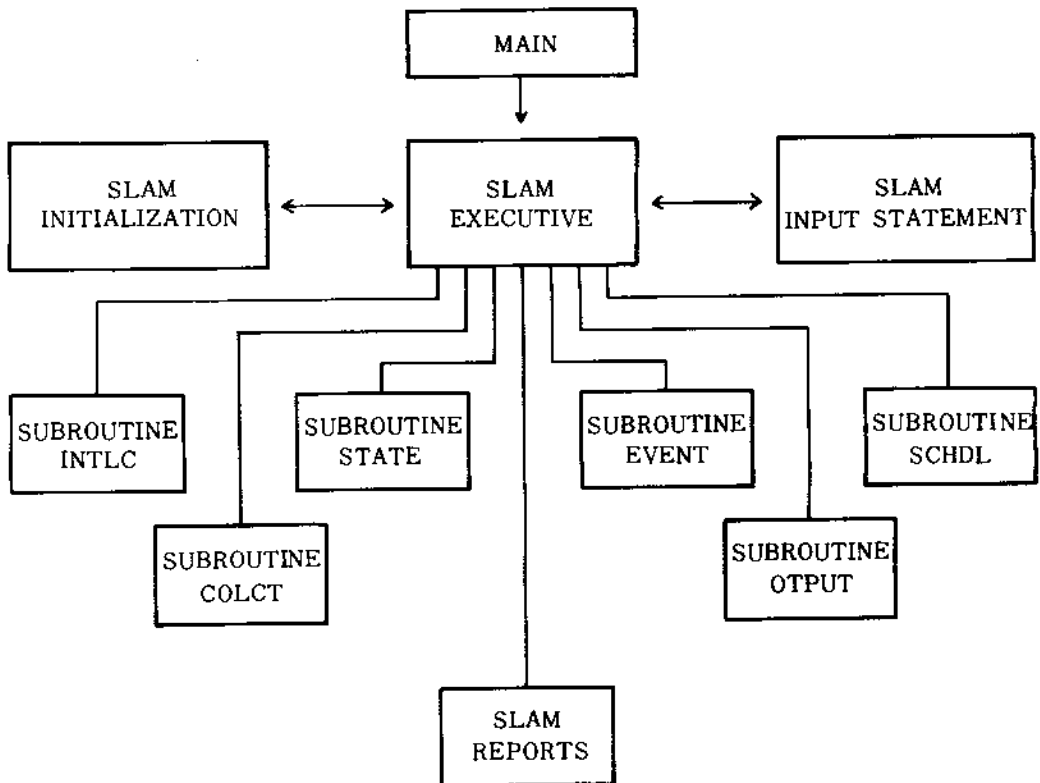 MAIN
SLAM
INITIALIZATION
SLAM
EXECUTIVE
SLAM
INPUT STATEMENT
SUBROUTINE
INTLC
SUBROUTINE
STATE
SUBROUTINE
EVENT
SUBROUTINE
SCHDL
SUBROUTINE
COLCT
SUBROUTINE
OTPUT
SLAM
REPORTS